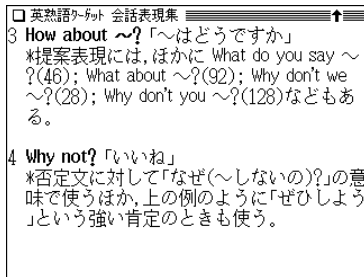 英熟語ﾀｰｹﾞｯﾄ 会話表現集
3 How about ～?「～はどうですか」
*提案表現には,ほかに What do you say ～
?(46); What about ～?(92); Why don't we
～?(28); Why don't you ～?(128)などもあ
る。
4 Why not?「いいね」
*否定文に対して「なぜ(～しないの)?」の意
味で使うほか,上の例のように「ぜひしよう
」という強い肯定のときも使う。